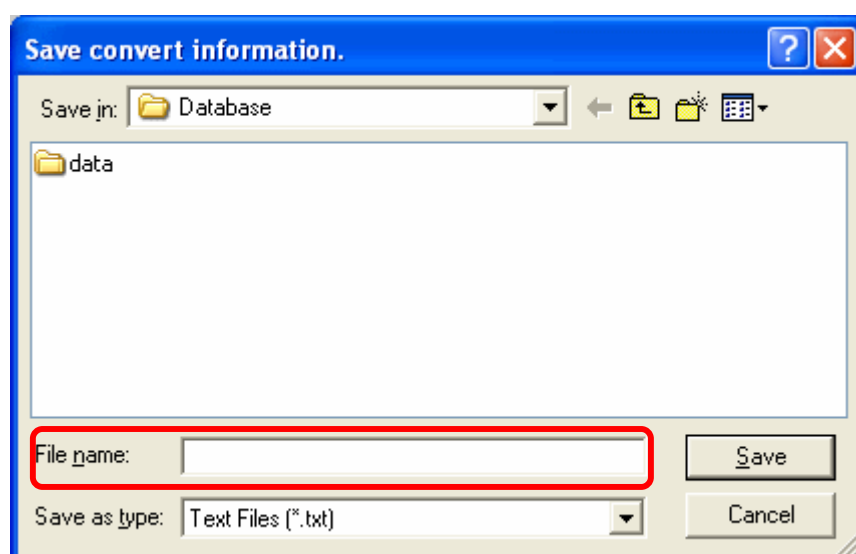 Save convert information.
Save in: Database
data
File name:
Save
Save as type: Text Files (*.txt)
Cancel